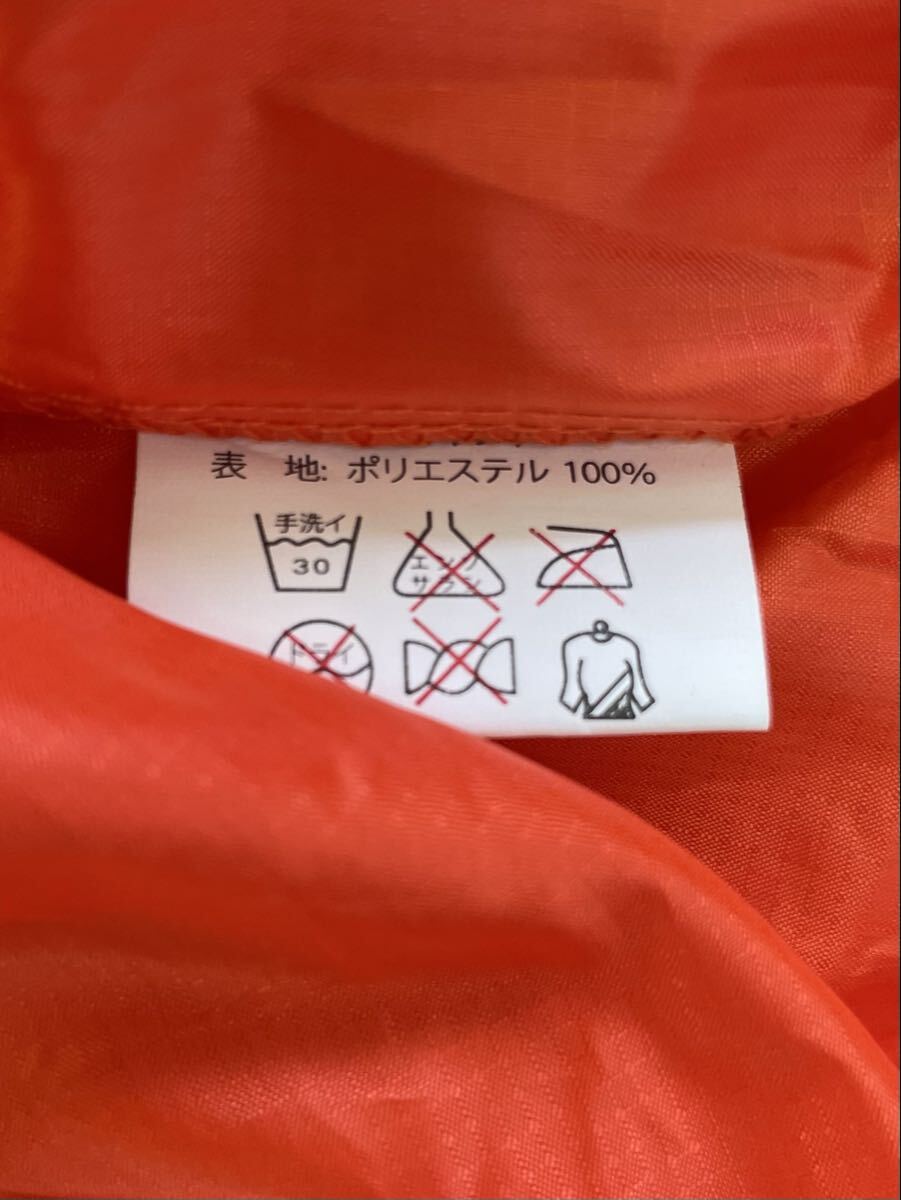 表 地: ポリエステル 100%
手洗イ
30
エンソ
サラシ
ドライ